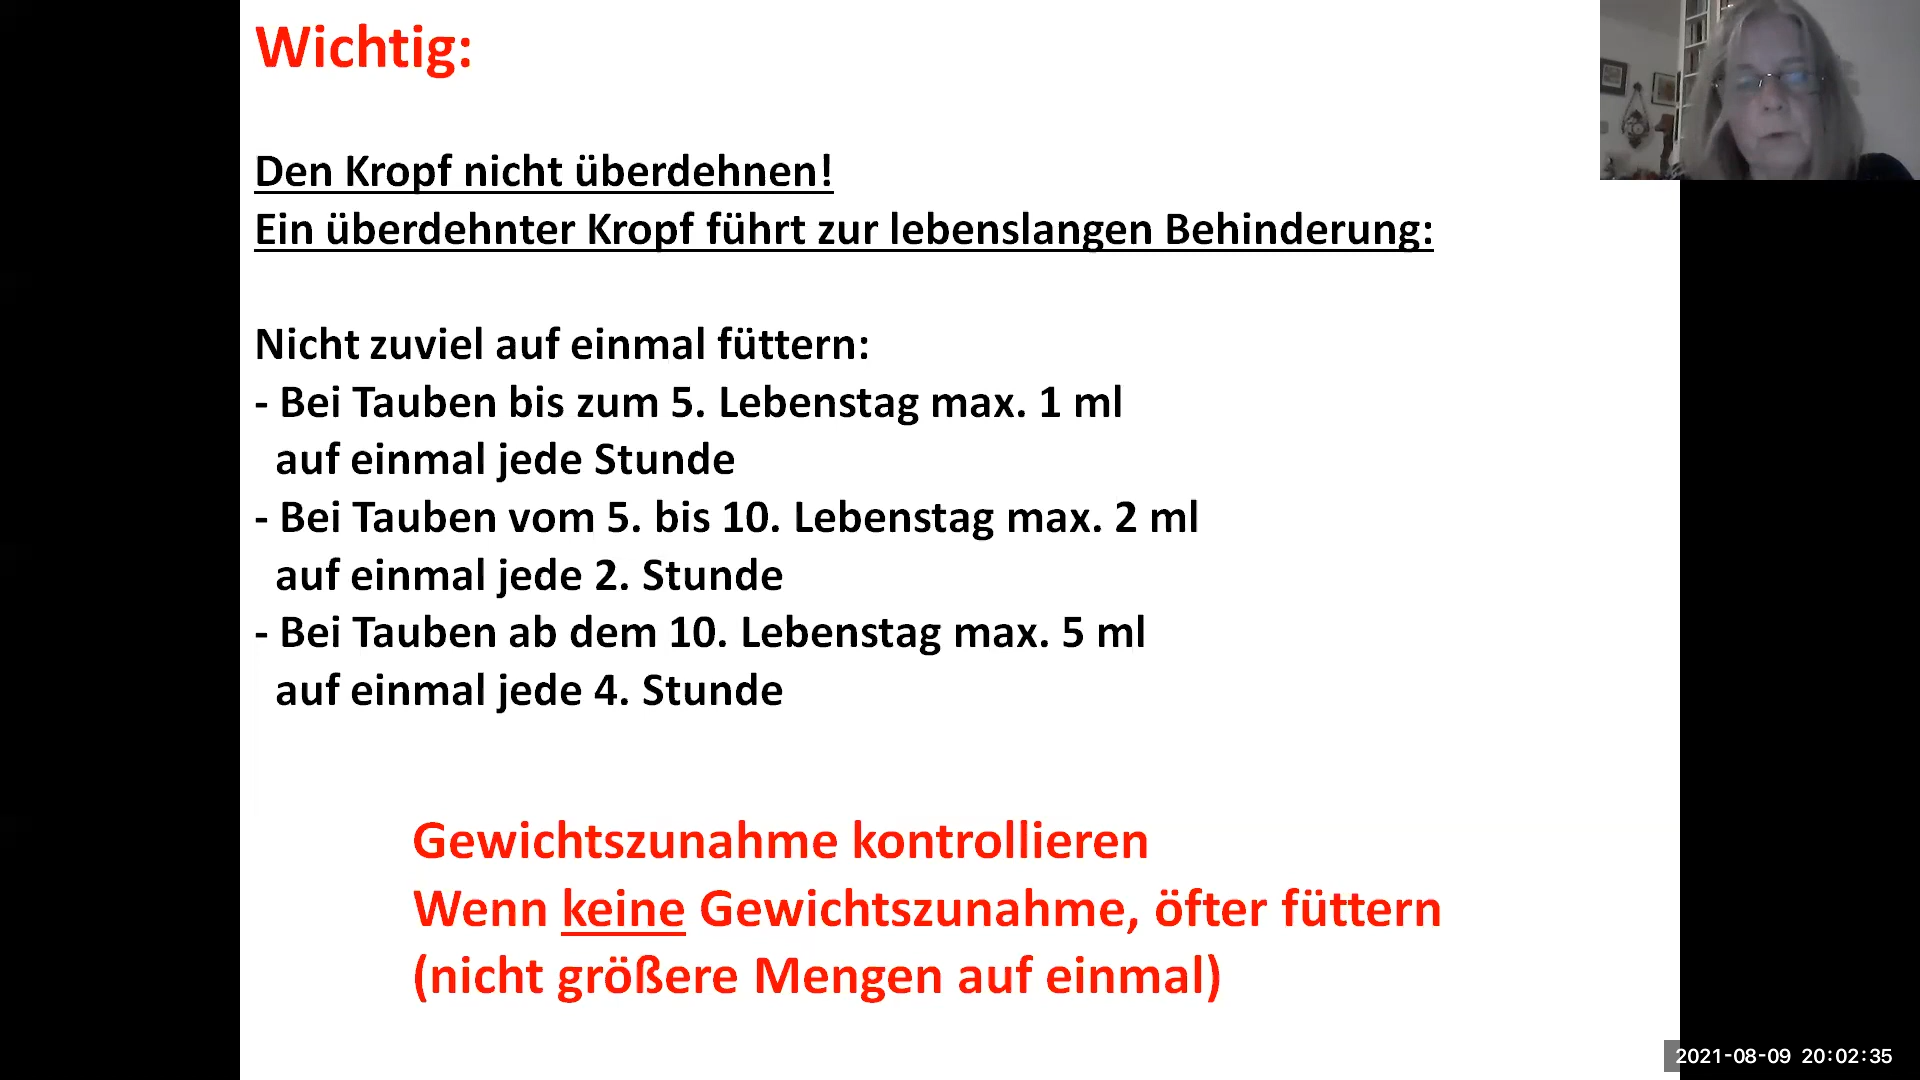 Wichtig:
Den Kropf nicht überdehnen!
Ein überdehnter Kropf führt zur lebenslangen Behinderung:
Nicht zuviel auf einmal füttern:
- Bei Tauben bis zum 5. Lebenstag max. 1 ml
auf einmal jede Stunde
- Bei Tauben vom 5. bis 10. Lebenstag max. 2 ml
auf einmal jede 2. Stunde
- Bei Tauben ab dem 10. Lebenstag max. 5 ml
auf einmal jede 4. Stunde
Gewichtszunahme kontrollieren
Wenn keine Gewichtszunahme, öfter füttern
(nicht größere Mengen auf einmal)
2021-08-09 20:02:35